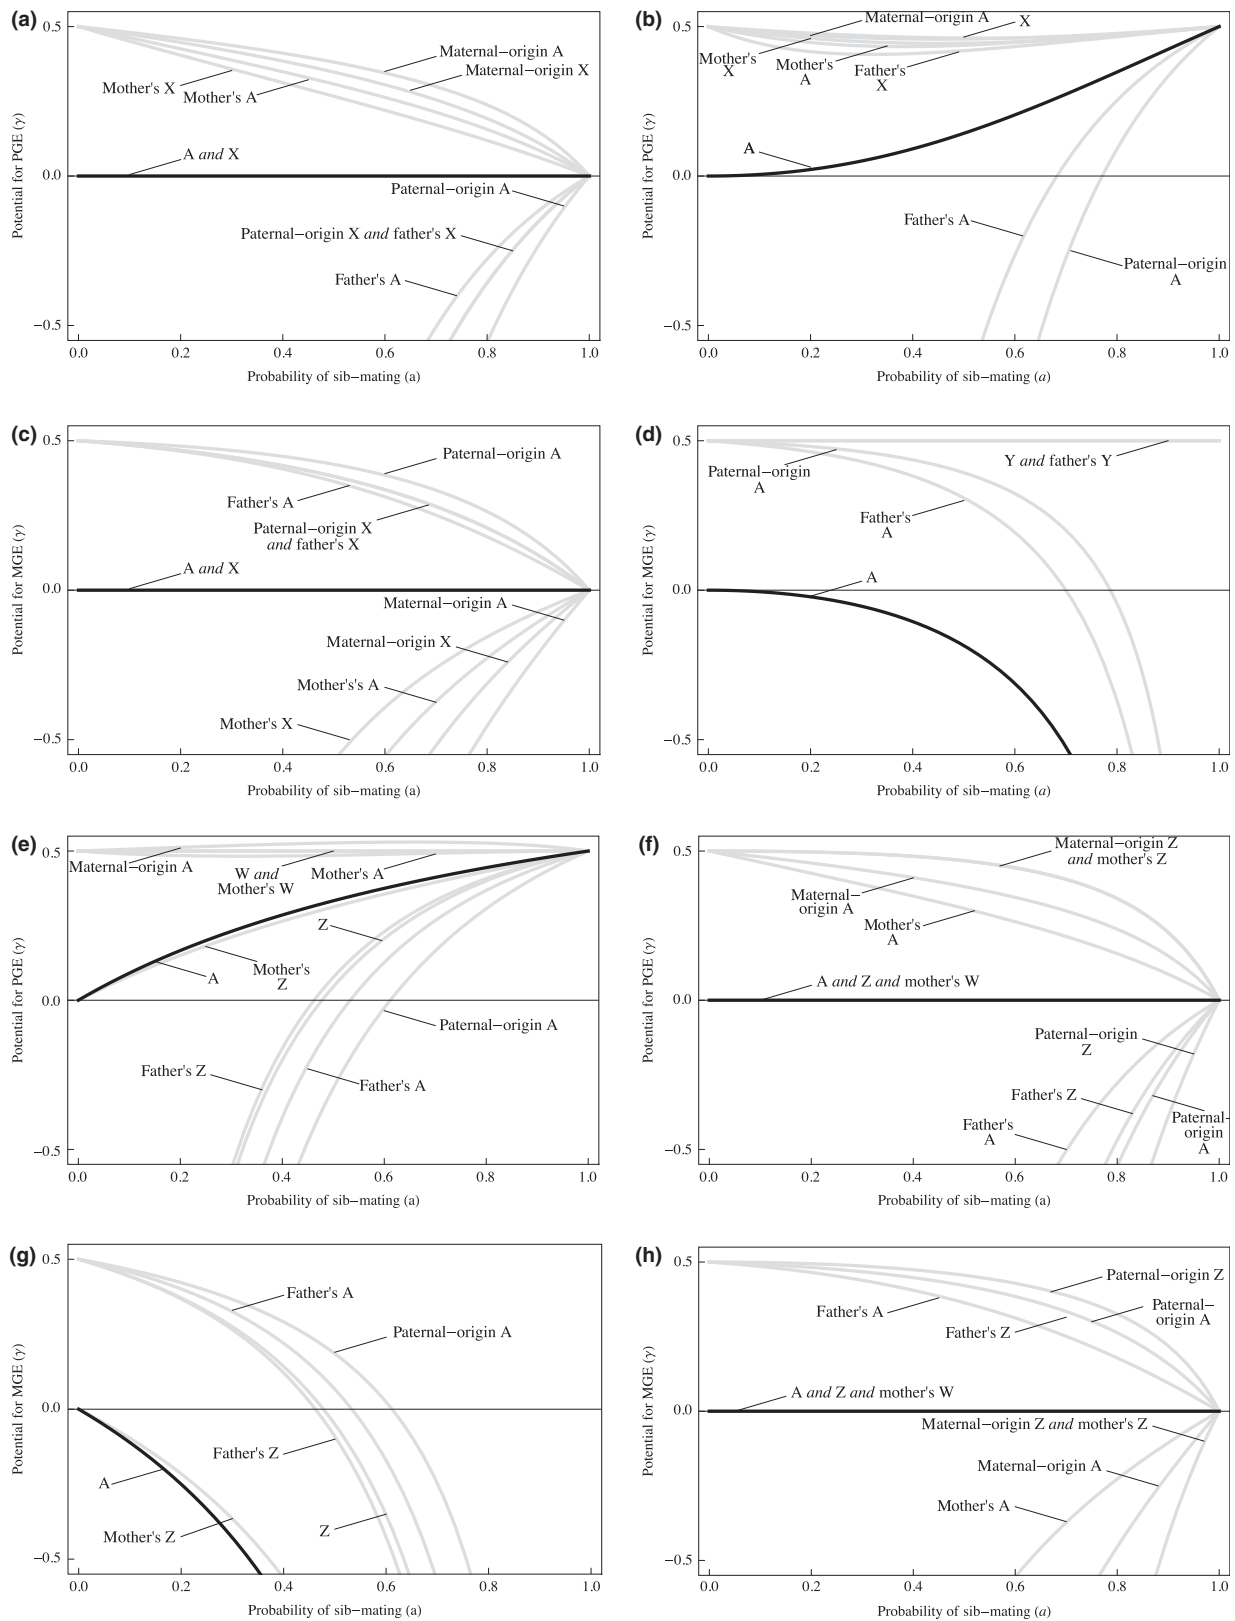 (a)
0.5
0.0
−0.5
Potential for PGE (γ)
Maternal−origin A
Maternal−origin X
Mother's X
Mother's A
A and X
Paternal−origin A
Paternal−origin X and father's X
Father's A
0.0 0.2 0.4 0.6 0.8 1.0
Probability of sib−mating (a)
(b)
0.5
0.0
−0.5
Potential for PGE (γ)
Maternal−origin A
X
Mother's
X
Mother's
A
Father's
X
A
Father's A
Paternal−origin
A
0.0 0.2 0.4 0.6 0.8 1.0
Probability of sib−mating (a)
(c)
0.5
0.0
−0.5
Potential for MGE (γ)
Paternal−origin A
Father's A
Paternal−origin X
and father's X
A and X
Maternal−origin A
Maternal−origin X
Mother's's A
Mother's X
0.0 0.2 0.4 0.6 0.8 1.0
Probability of sib−mating (a)
(d)
0.5
0.0
−0.5
Potential for MGE (γ)
Y and father's Y
Paternal−origin
A
Father's
A
A
0.0 0.2 0.4 0.6 0.8 1.0
Probability of sib−mating (a)
(e)
0.5
0.0
−0.5
Potential for PGE (γ)
Maternal−origin A
W and
Mother's W
Mother's A
Z
Mother's
Z
A
Paternal−origin A
Father's Z
Father's A
0.0 0.2 0.4 0.6 0.8 1.0
Probability of sib−mating (a)
(f)
0.5
0.0
−0.5
Potential for PGE (γ)
Maternal−origin Z
and mother's Z
Maternal−
origin A
Mother's
A
A and Z and mother's W
Paternal−origin
Z
Father's Z
Father's
A
Paternal-
origin
A
0.0 0.2 0.4 0.6 0.8 1.0
Probability of sib−mating (a)
(g)
0.5
0.0
−0.5
Potential for MGE (γ)
Father's A
Paternal−origin A
Father's Z
A
Mother's Z
Z
0.0 0.2 0.4 0.6 0.8 1.0
Probability of sib−mating (a)
(h)
0.5
0.0
−0.5
Potential for MGE (γ)
Paternal−origin Z
Paternal−
origin A
Father's A
Father's Z
A and Z and mother's W
Maternal−origin Z and mother's Z
Maternal−origin A
Mother's A
0.0 0.2 0.4 0.6 0.8 1.0
Probability of sib−mating (a)